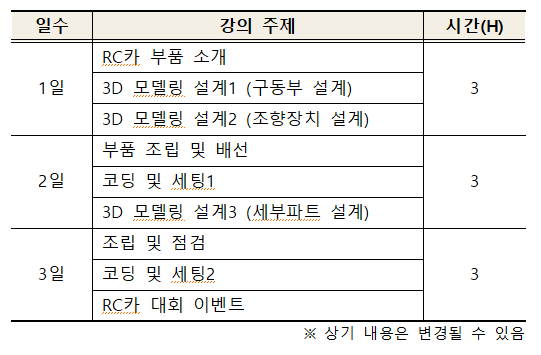 일수 강의 주제 시간(H)
RC카 부품 소개
1일 3D 모델링 설계1 (구동부 설계) 3
3D 모델링 설계2 (조향장치 설계)
부품 조립 및 배선
2일 코딩 및 세팅1 3
3D 모델링 설계3 (세부파트 설계)
조립 및 점검
3일 코딩 및 세팅2 3
RC카 대회 이벤트
※ 상기 내용은 변경될 수 있음